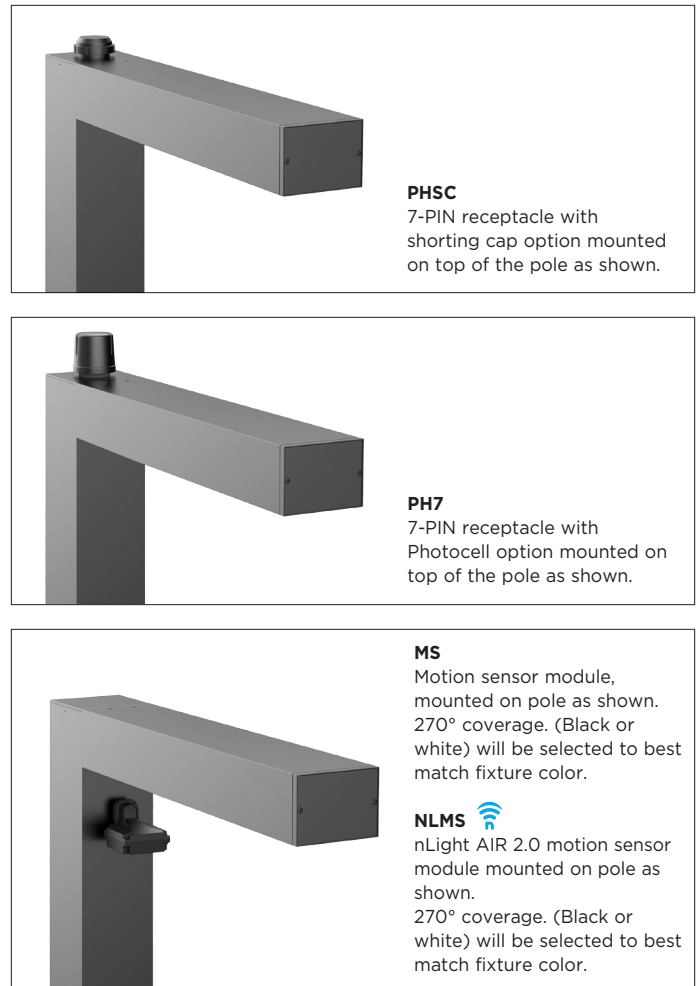 PHSC
7-PIN receptacle with
shorting cap option mounted
on top of the pole as shown.
PH7
7-PIN receptacle with
Photocell option mounted on
top of the pole as shown.
MS
Motion sensor module,
mounted on pole as shown.
270° coverage. (Black or
white) will be selected to best
match fixture color.
NLMS
nLight AIR 2.0 motion sensor
module mounted on pole as
shown.
270° coverage. (Black or
white) will be selected to best
match fixture color.